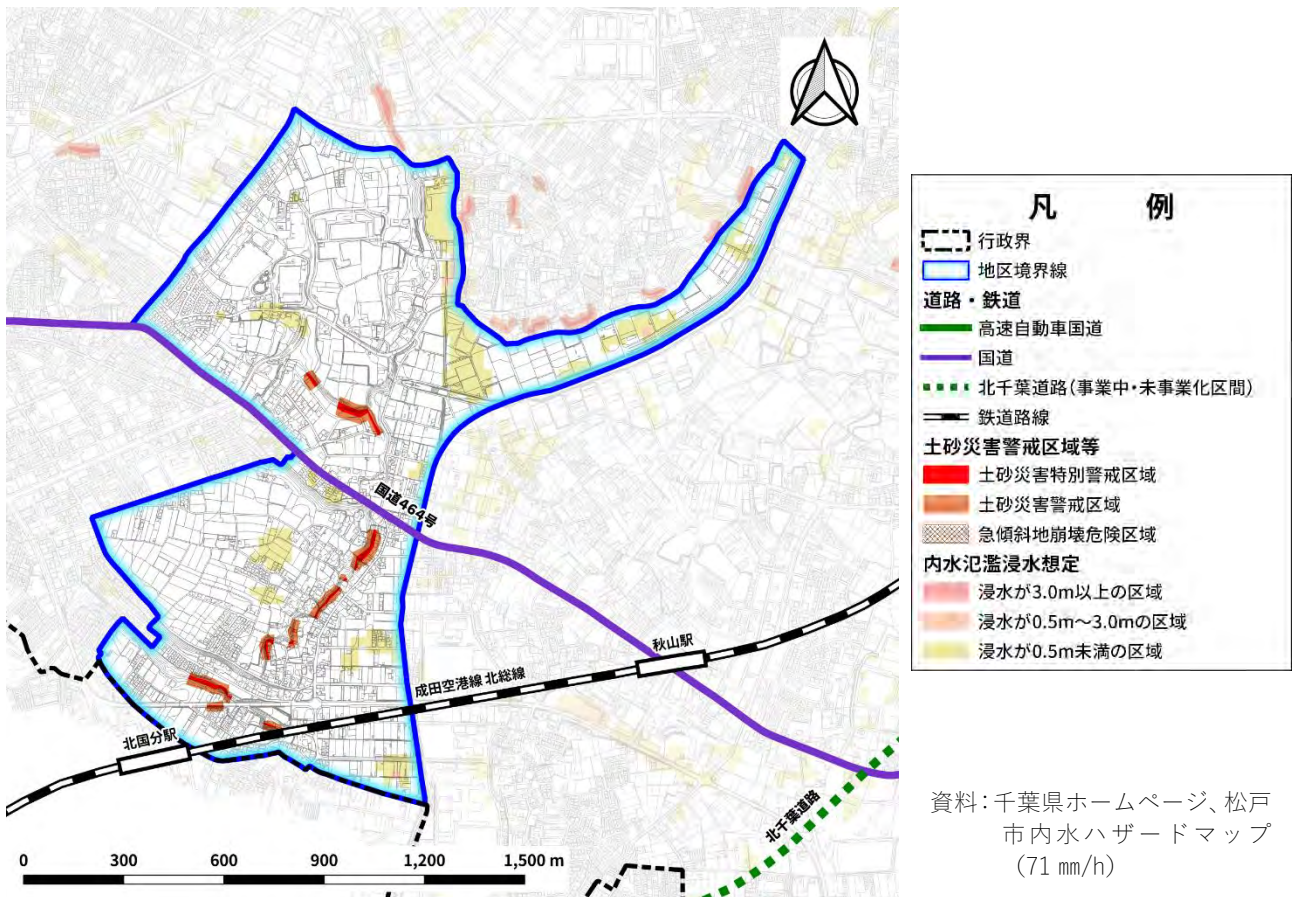 国道464号
秋山駅
成田空港線 北総線
北国分駅
北千葉道路
0 300 600 900 1,200 1,500 m
凡 例
行政界
地区境界線
道路・鉄道
高速自動車国道
国道
北千葉道路(事業中・未事業化区間)
鉄道路線
土砂災害警戒区域等
土砂災害特別警戒区域
土砂災害警戒区域
急傾斜地崩壊危険区域
内水氾濫浸水想定
浸水が3.0m以上の区域
浸水が0.5m~3.0mの区域
浸水が0.5m未満の区域
資料:千葉県ホームページ、松戸
市内水ハザードマップ
(71 ㎜/h)